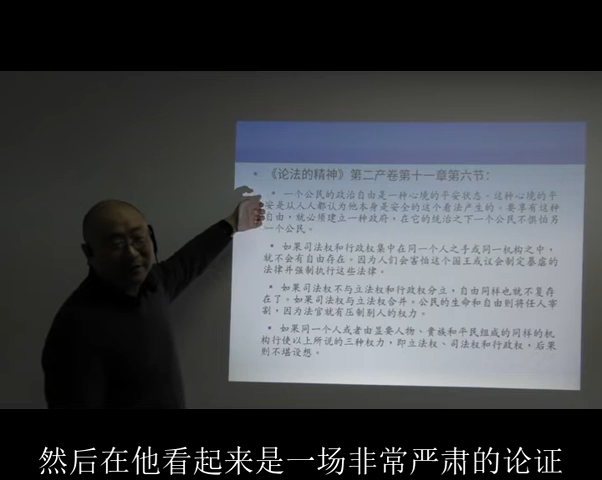 《论法的精神》第二产卷第十一章第六节：
一个公民的政治自由是一种心境的平安状态。这种心境的平
安是从人人都认为他本身是安全的这个看法产生的。要享有这种
自由，就必须建立一种政府，在它的统治之下一个公民不惧怕另
一个公民。
如果司法权和行政权集中在同一个人之手或同一机构之中，
就不会有自由存在。因为人们会害怕这个国王或议会制定暴虐的
法律并强制执行这些法律。
如果司法权不与立法权和行政权分立，自由同样也就不复存
在了。如果司法权与立法权合并。公民的生命和自由则将任人宰
割，因为法官就有压制别人的权力。
如果同一个人或者由显要人物、贵族和平民组成的同样的机
构行使以上所说的三种权力，即立法权、司法权和行政权，后果
则不堪设想。
然后在他看起来是一场非常严肃的论证